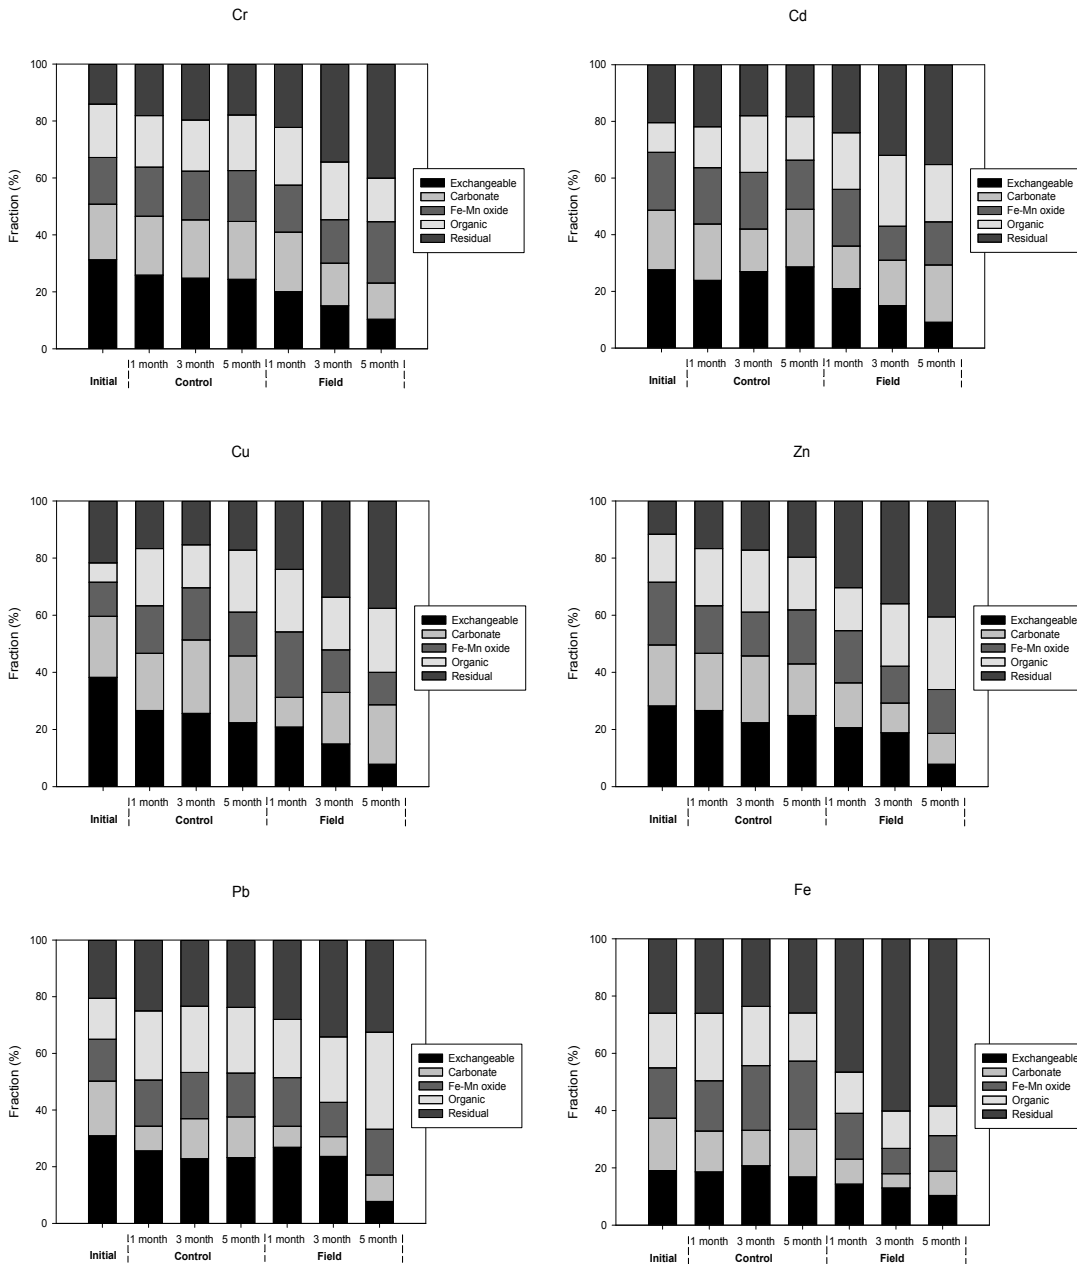 Cr
100
80
60
40
20
0
Fraction (%)
Exchangeable
Carbonate
Fe-Mn oxide
Organic
Residual
1 month 3 month 5 month 1 month 3 month 5 month
Initial Control Field
Cd
100
80
60
40
20
0
Fraction (%)
Exchangeable
Carbonate
Fe-Mn oxide
Organic
Residual
1 month 3 month 5 month 1 month 3 month 5 month
Initial Control Field
Cu
100
80
60
40
20
0
Fraction (%)
Exchangeable
Carbonate
Fe-Mn oxide
Organic
Residual
1 month 3 month 5 month 1 month 3 month 5 month
Initial Control Field
Zn
100
80
60
40
20
0
Fraction (%)
Exchangeable
Carbonate
Fe-Mn oxide
Organic
Residual
1 month 3 month 5 month 1 month 3 month 5 month
Initial Control Field
Pb
100
80
60
40
20
0
Fraction (%)
Exchangeable
Carbonate
Fe-Mn oxide
Organic
Residual
1 month 3 month 5 month 1 month 3 month 5 month
Initial Control Field
Fe
100
80
60
40
20
0
Fraction (%)
Exchangeable
Carbonate
Fe-Mn oxide
Organic
Residual
1 month 3 month 5 month 1 month 3 month 5 month
Initial Control Field